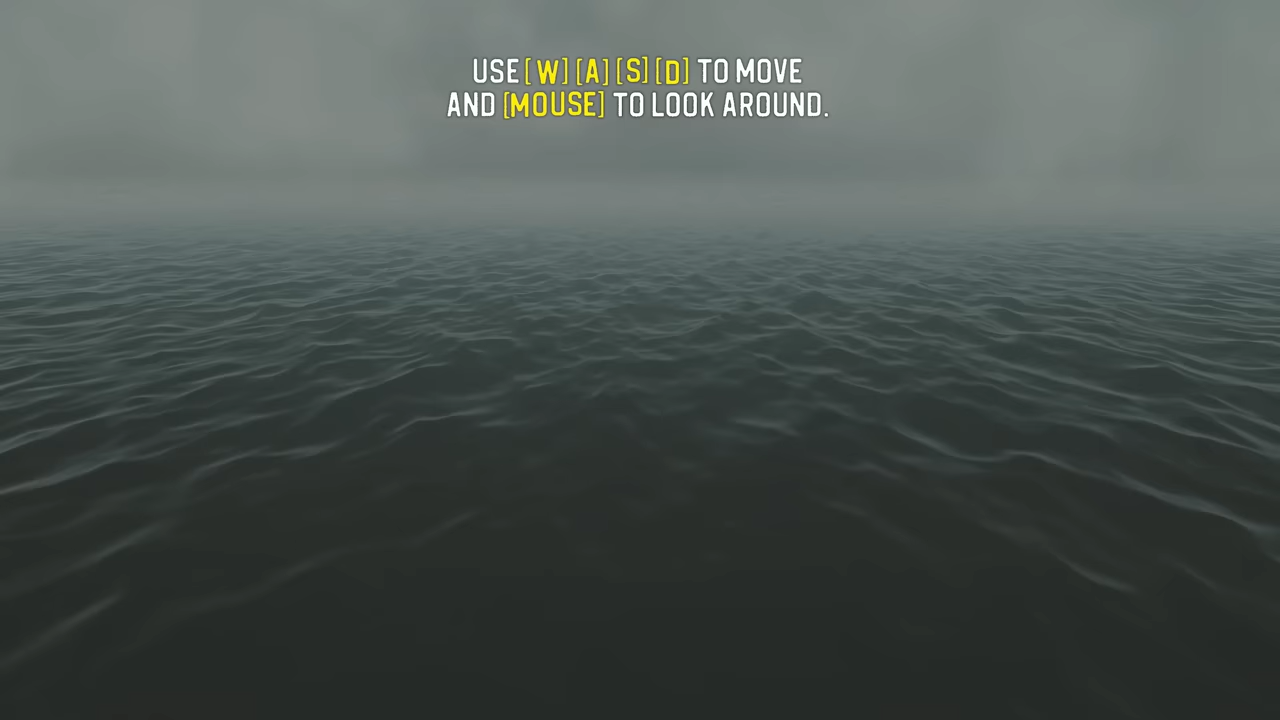 USE [W] [A] [S] [D] TO MOVE
AND [MOUSE] TO LOOK AROUND.